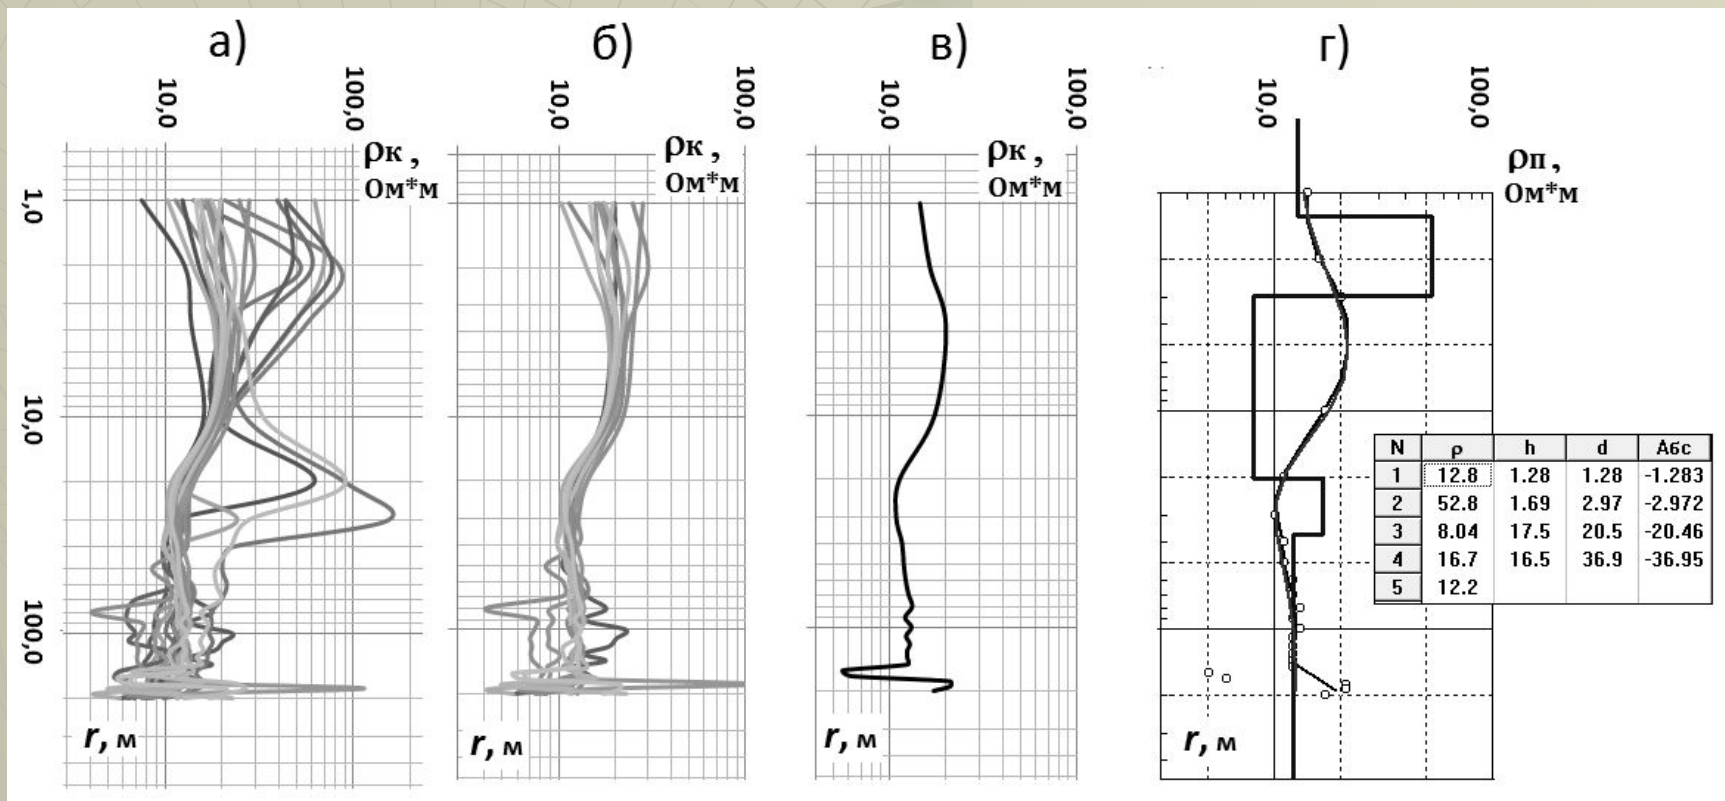 а)
б)
в)
г)
10,0
100,0
10,0
100,0
10,0
100,0
10,0
100,0
ρк ,
Ом*м
ρк ,
Ом*м
ρк ,
Ом*м
ρп ,
Ом*м
1,0
10,0
100,0
N ρ h d Абс
1 12.8 1.28 1.28 -1.283
2 52.8 1.69 2.97 -2.972
3 8.04 17.5 20.5 -20.46
4 16.7 16.5 36.9 -36.95
5 12.2
r, м
r, м
r, м
r, м